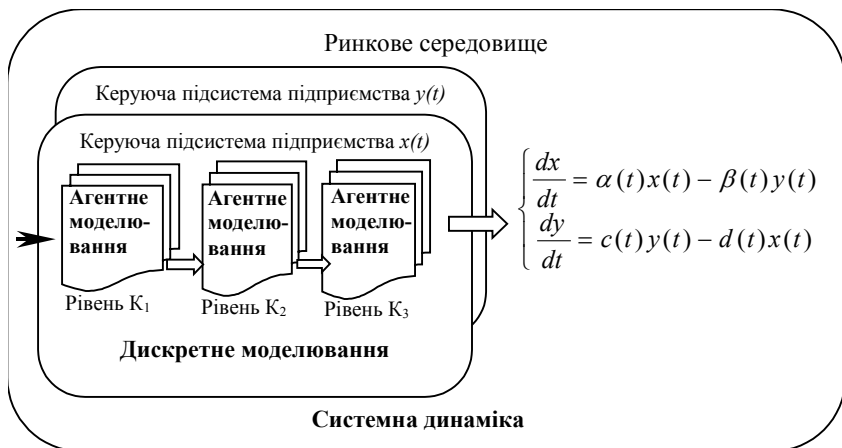 Ринкове середовище
Керуюча підсистема підприємства y(t)
Керуюча підсистема підприємства x(t)
Агентне
моделю-
вання
Агентне
моделю-
вання
Агентне
моделю-
вання
Рівень К₁
Рівень К₂
Рівень К₃
Дискретне моделювання
dx/dt = α(t)x(t) − β(t)y(t)
dy/dt = c(t)y(t) − d(t)x(t)
Системна динаміка